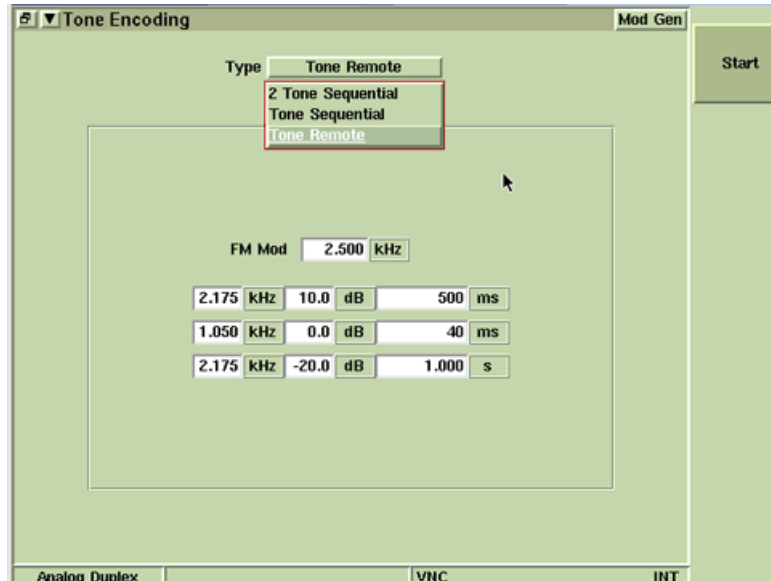 Tone Encoding Mod Gen
Start
Type Tone Remote
2 Tone Sequential
Tone Sequential
Tone Remote
FM Mod 2.500 kHz
2.175 kHz 10.0 dB 500 ms
1.050 kHz 0.0 dB 40 ms
2.175 kHz -20.0 dB 1.000 s
Analog Duplex VNC INT